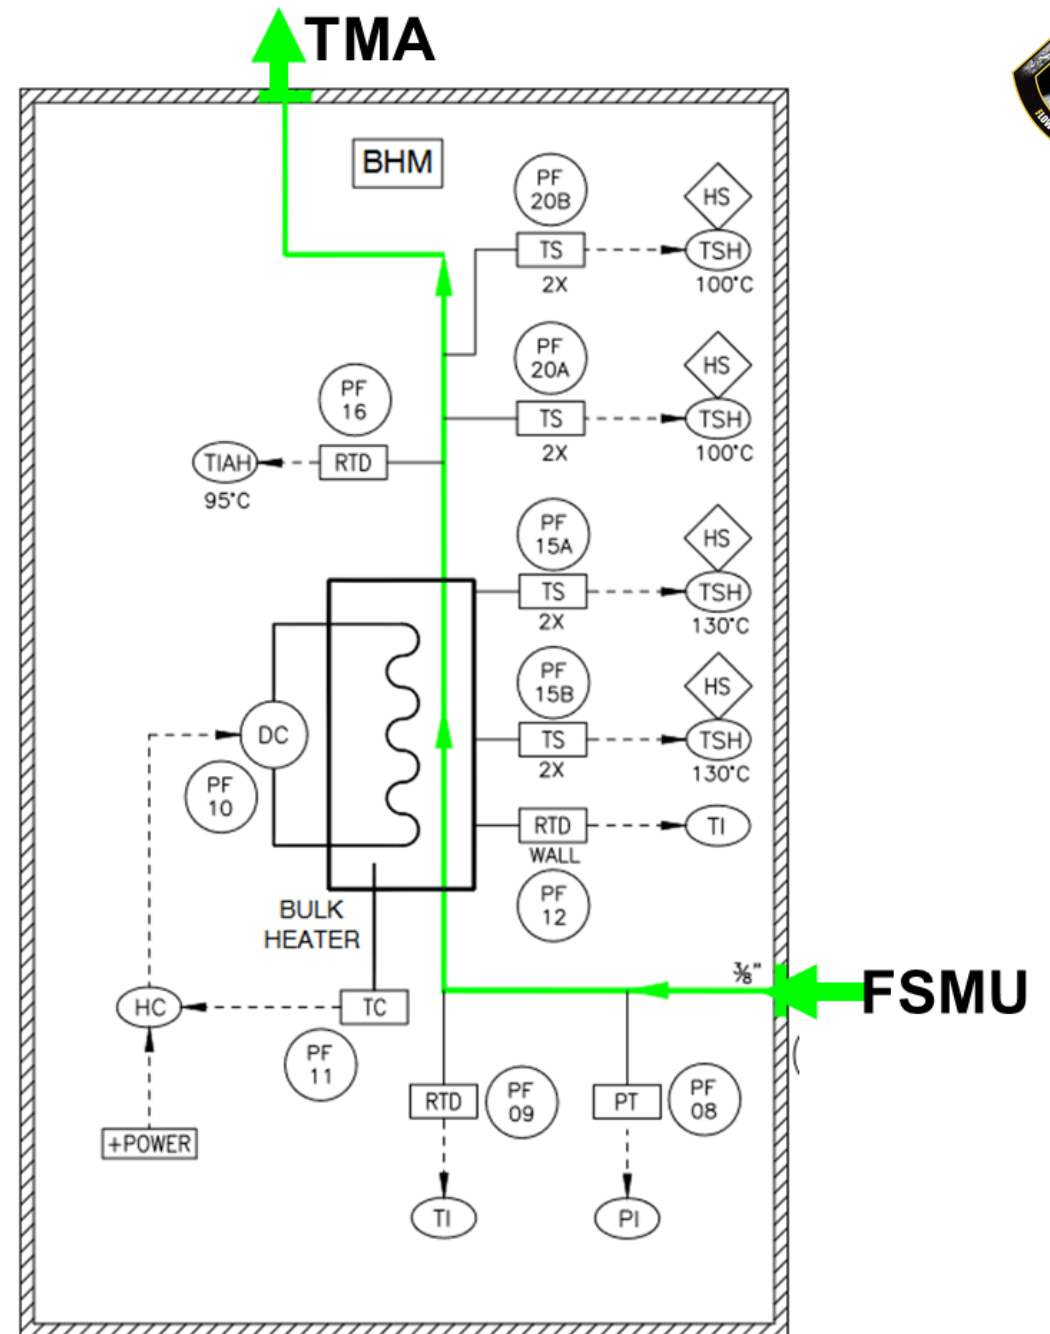 TMA
BHM
PF
20B
HS
TS
TSH
2X
100°C
PF
20A
HS
TS
TSH
2X
100°C
PF
16
TIAH
RTD
95°C
PF
15A
HS
TS
TSH
2X
130°C
PF
15B
HS
TS
TSH
2X
130°C
DC
PF
10
RTD
TI
WALL
PF
12
BULK
HEATER
3/8"
FSMU
HC
TC
PF
11
RTD
PF
09
PT
PF
08
+POWER
TI
PI